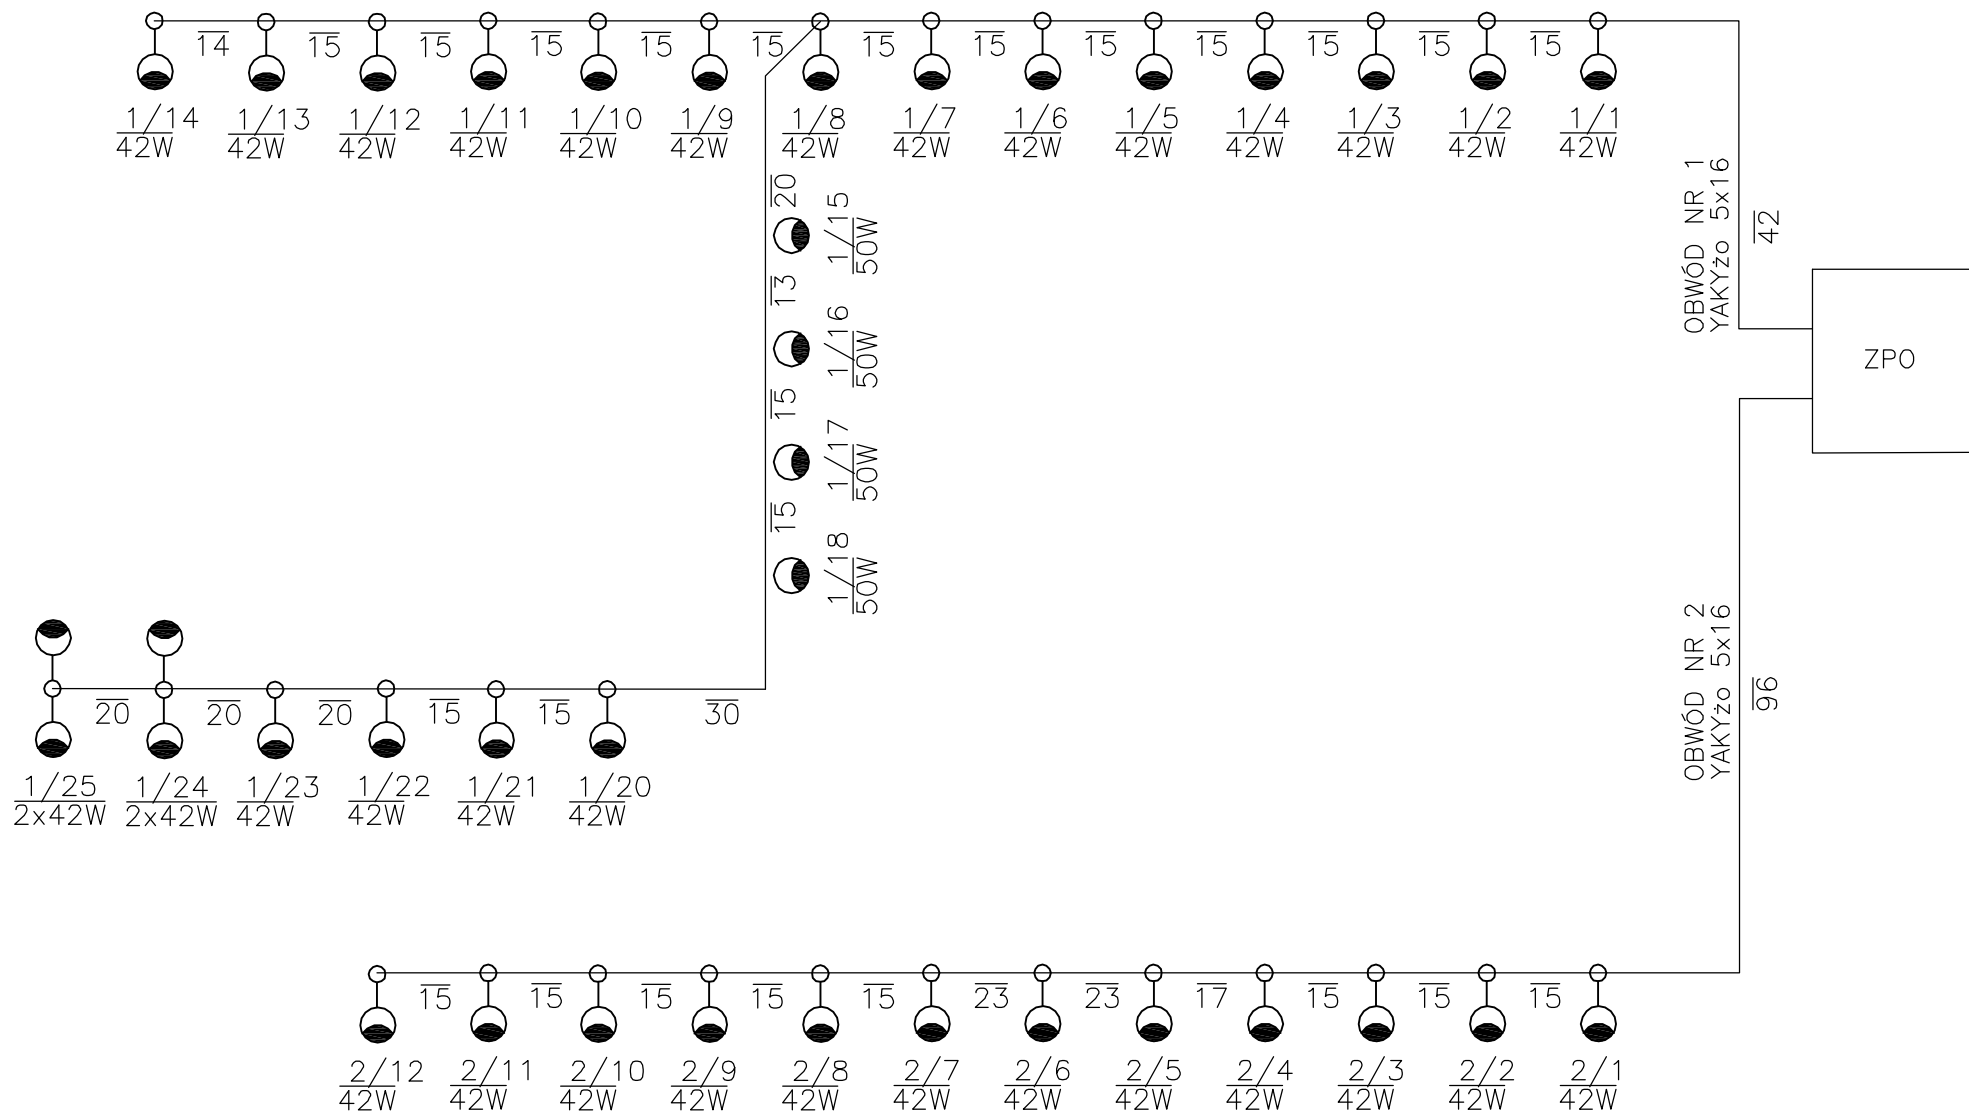 14 15 15 15 15 15 15 15 15 15 15 15 15
1/14 1/13 1/12 1/11 1/10 1/9 1/8 1/7 1/6 1/5 1/4 1/3 1/2 1/1
42W 42W 42W 42W 42W 42W 42W 42W 42W 42W 42W 42W 42W 42W
20
1/15
50W
13
1/16
50W
15
1/17
50W
15
1/18
50W
OBWÓD NR 1
YAKYżo 5x16
42
ZPO
OBWÓD NR 2
YAKYżo 5x16
96
20 20 20 15 15 30
1/25 1/24 1/23 1/22 1/21 1/20
2x42W 2x42W 42W 42W 42W 42W
15 15 15 15 15 23 23 17 15 15 15
2/12 2/11 2/10 2/9 2/8 2/7 2/6 2/5 2/4 2/3 2/2 2/1
42W 42W 42W 42W 42W 42W 42W 42W 42W 42W 42W 42W